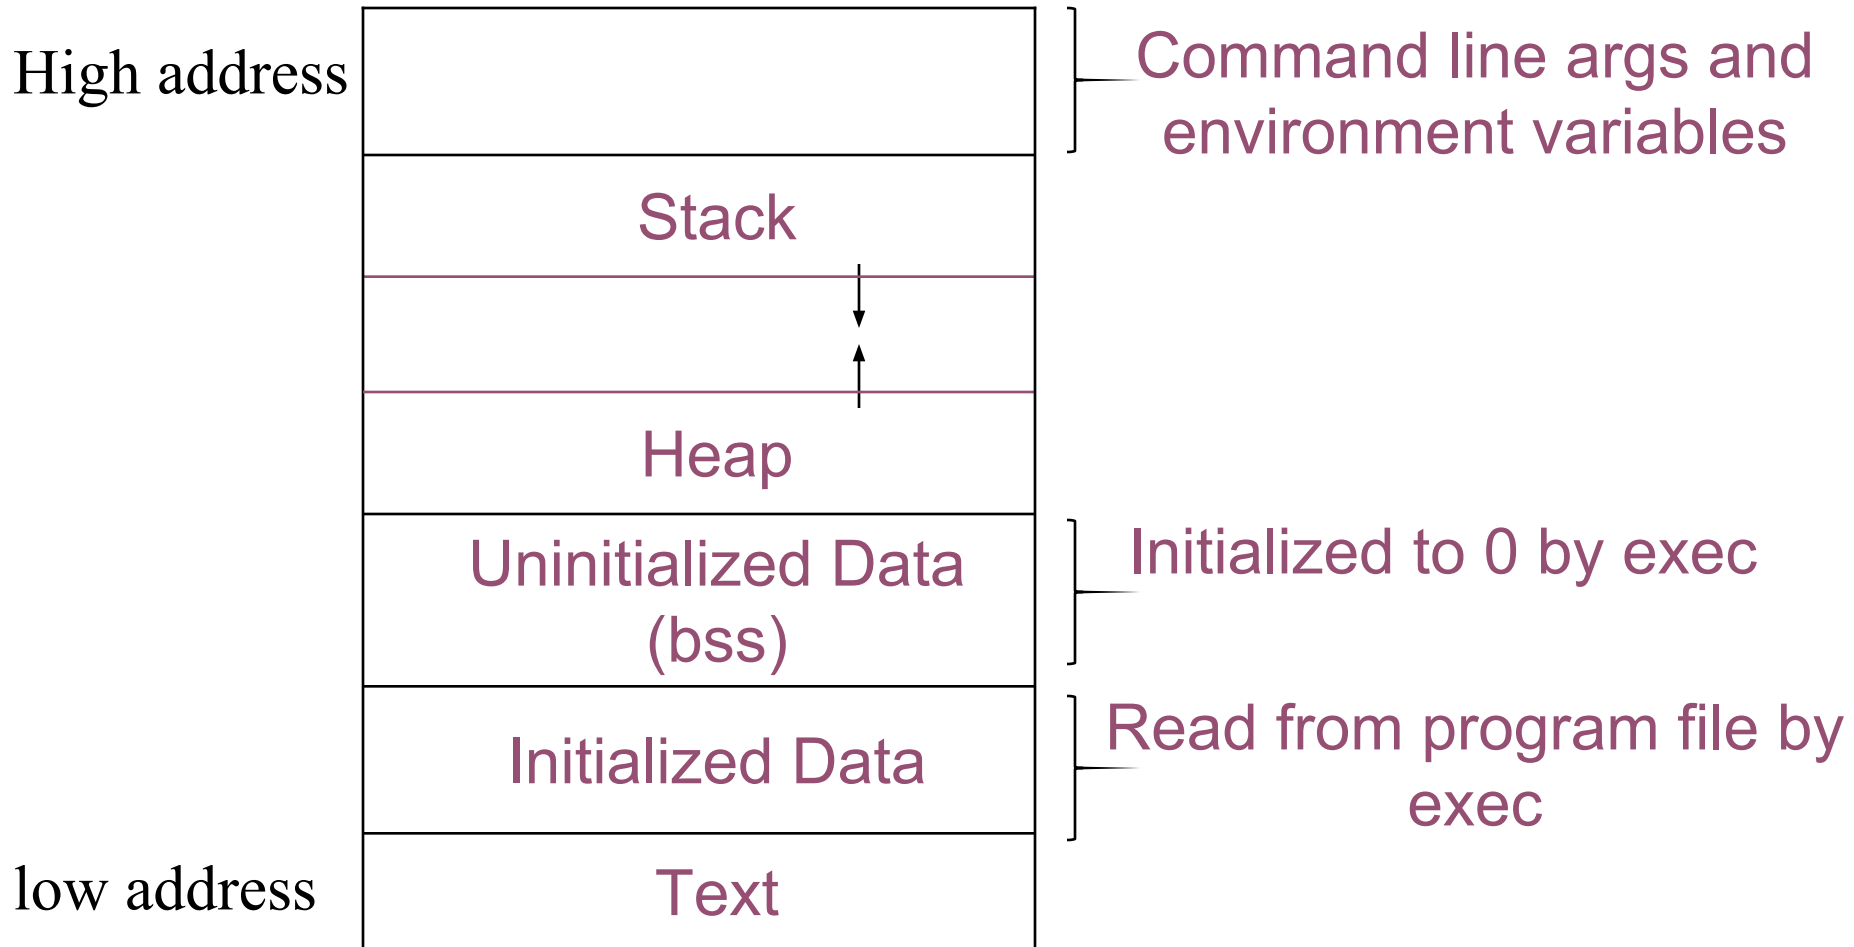 High address
Command line args and
environment variables
Stack
Heap
Uninitialized Data
(bss)
Initialized to 0 by exec
Initialized Data
Read from program file by
exec
low address
Text